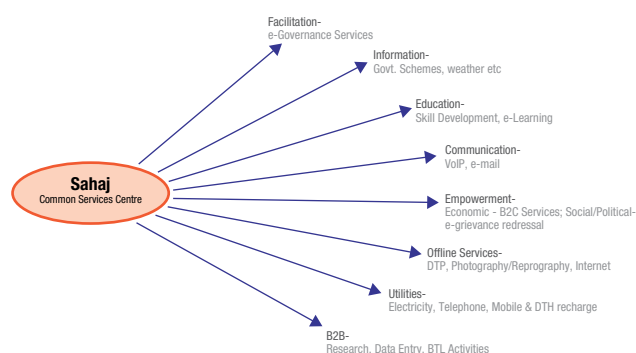 Facilitation-
e-Governance Services
Information-
Govt. Schemes, weather etc
Education-
Skill Development, e-Learning
Communication-
VoIP, e-mail
Sahaj
Common Services Centre
Empowerment-
Economic - B2C Services; Social/Political-
e-grievance redressal
Offline Services-
DTP, Photography/Reprography, Internet
Utilities-
Electricity, Telephone, Mobile & DTH recharge
B2B-
Research, Data Entry, BTL Activities